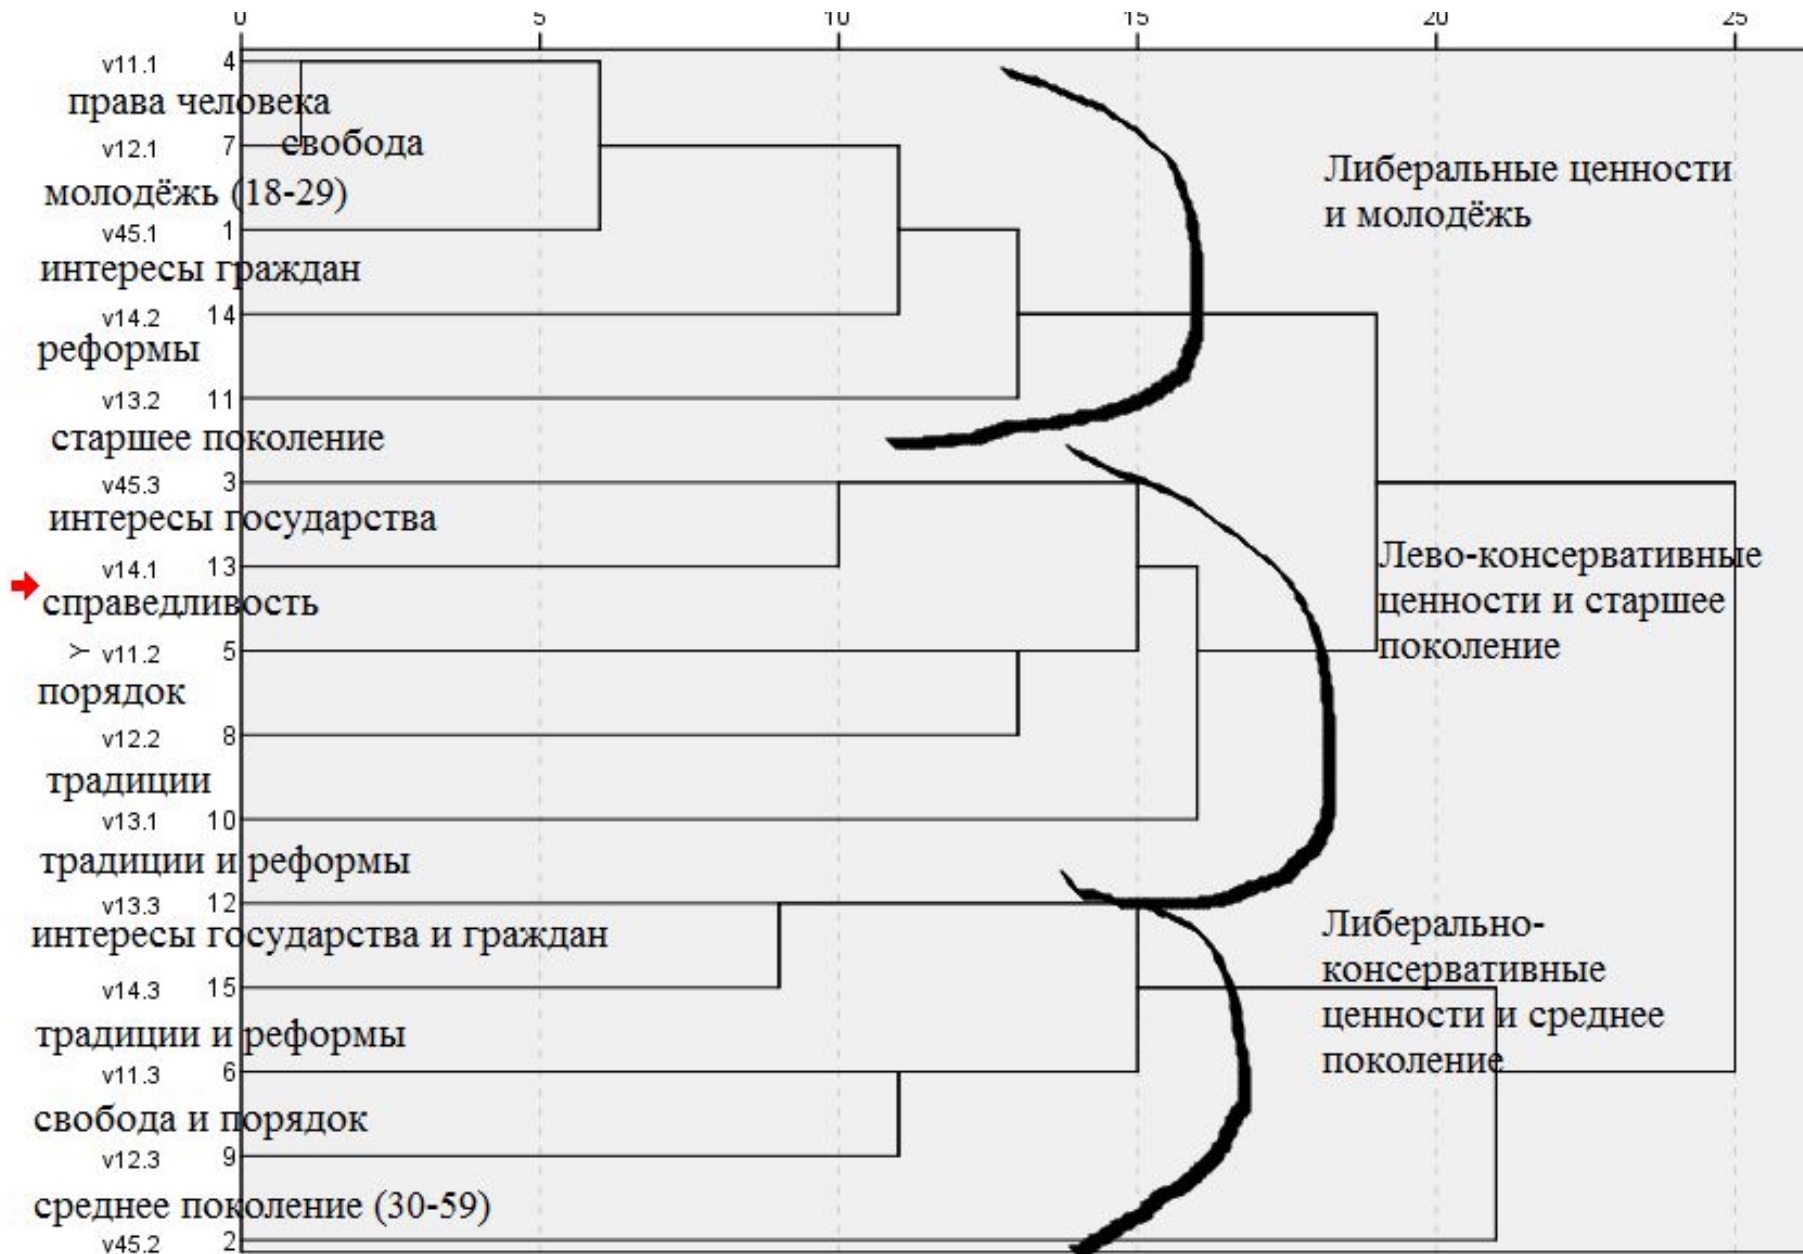 0 5 10 15 20 25
v11.1 4
права человека
v12.1 7 свобода
молодёжь (18-29)
v45.1 1
интересы граждан
v14.2 14
реформы
v13.2 11
старшее поколение
v45.3 3
интересы государства
v14.1 13
справедливость
Y v11.2 5
порядок
v12.2 8
традиции
v13.1 10
традиции и реформы
v13.3 12
интересы государства и граждан
v14.3 15
традиции и реформы
v11.3 6
свобода и порядок
v12.3 9
среднее поколение (30-59)
v45.2 2
Либеральные ценности
и молодёжь
Лево-консервативные
ценности и старшее
поколение
Либерально-
консервативные
ценности и среднее
поколение